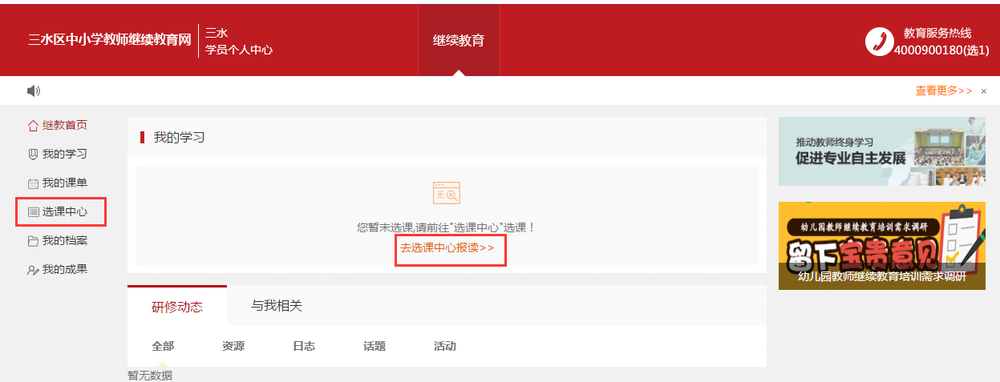 三水区中小学教师继续教育网
三水
学员个人中心
继续教育
教育服务热线
4000900180(选1)
查看更多>> ×
继教首页
我的学习
我的课单
选课中心
我的档案
我的成果
我的学习
无
您暂未选课,请前往"选课中心"选课！
去选课中心报读>>
研修动态
与我相关
全部 资源 日志 话题 活动
暂无数据
推动教师终身学习
促进专业自主发展
幼儿园教师继续教育培训需求调研
留下宝贵意见
幼儿园教师继续教育培训需求调研